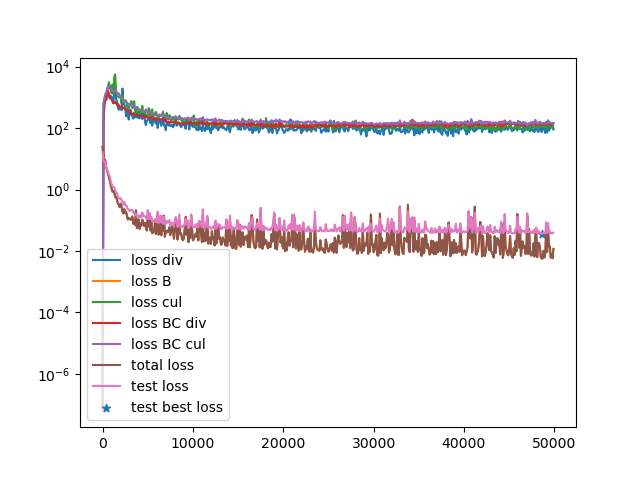 10^4
10^2
10^0
10^−2
10^−4
10^−6
loss div
loss B
loss cul
loss BC div
loss BC cul
total loss
test loss
test best loss
0 10000 20000 30000 40000 50000